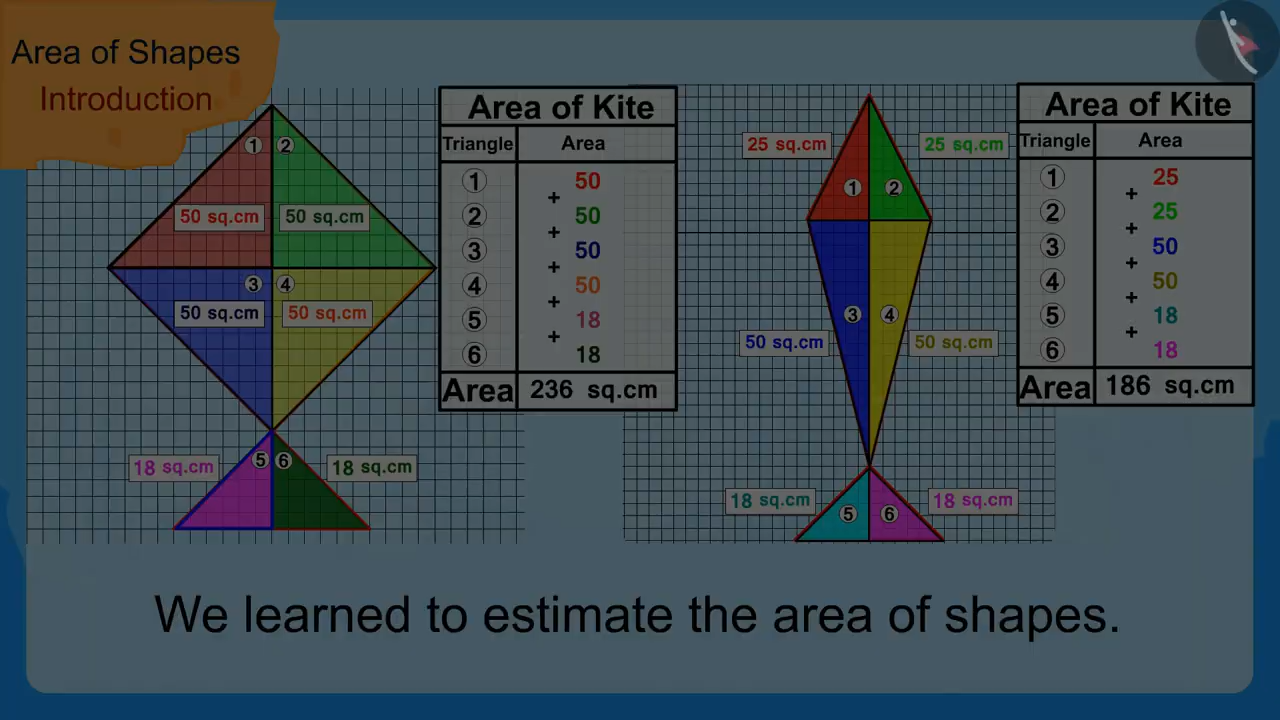 Area of Shapes
Introduction
1 2
50 sq.cm 50 sq.cm
3 4
50 sq.cm 50 sq.cm
5 6
18 sq.cm 18 sq.cm
Area of Kite
Triangle Area
1 50
+
2 50
+
3 50
+
4 50
+
5 18
+
6 18
Area 236 sq.cm
25 sq.cm 25 sq.cm
1 2
3 4
50 sq.cm 50 sq.cm
18 sq.cm 18 sq.cm
5 6
Area of Kite
Triangle Area
1 25
+
2 25
+
3 50
+
4 50
+
5 18
+
6 18
Area 186 sq.cm
We learned to estimate the area of shapes.